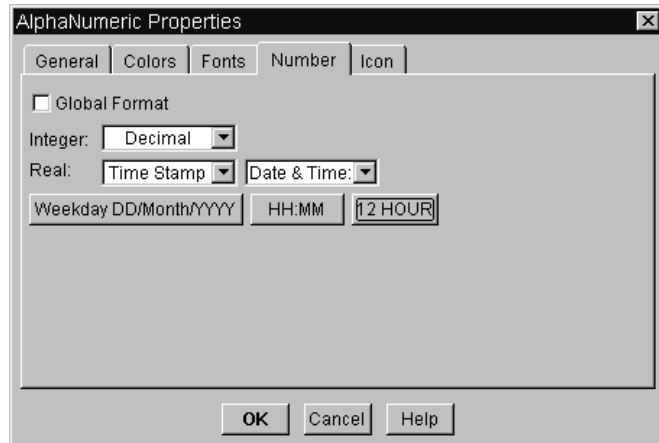 AlphaNumeric Properties
General Colors Fonts Number Icon
Global Format
Integer: Decimal
Real: Time Stamp Date & Time:
Weekday DD/Month/YYYY HH:MM 12 HOUR
OK Cancel Help